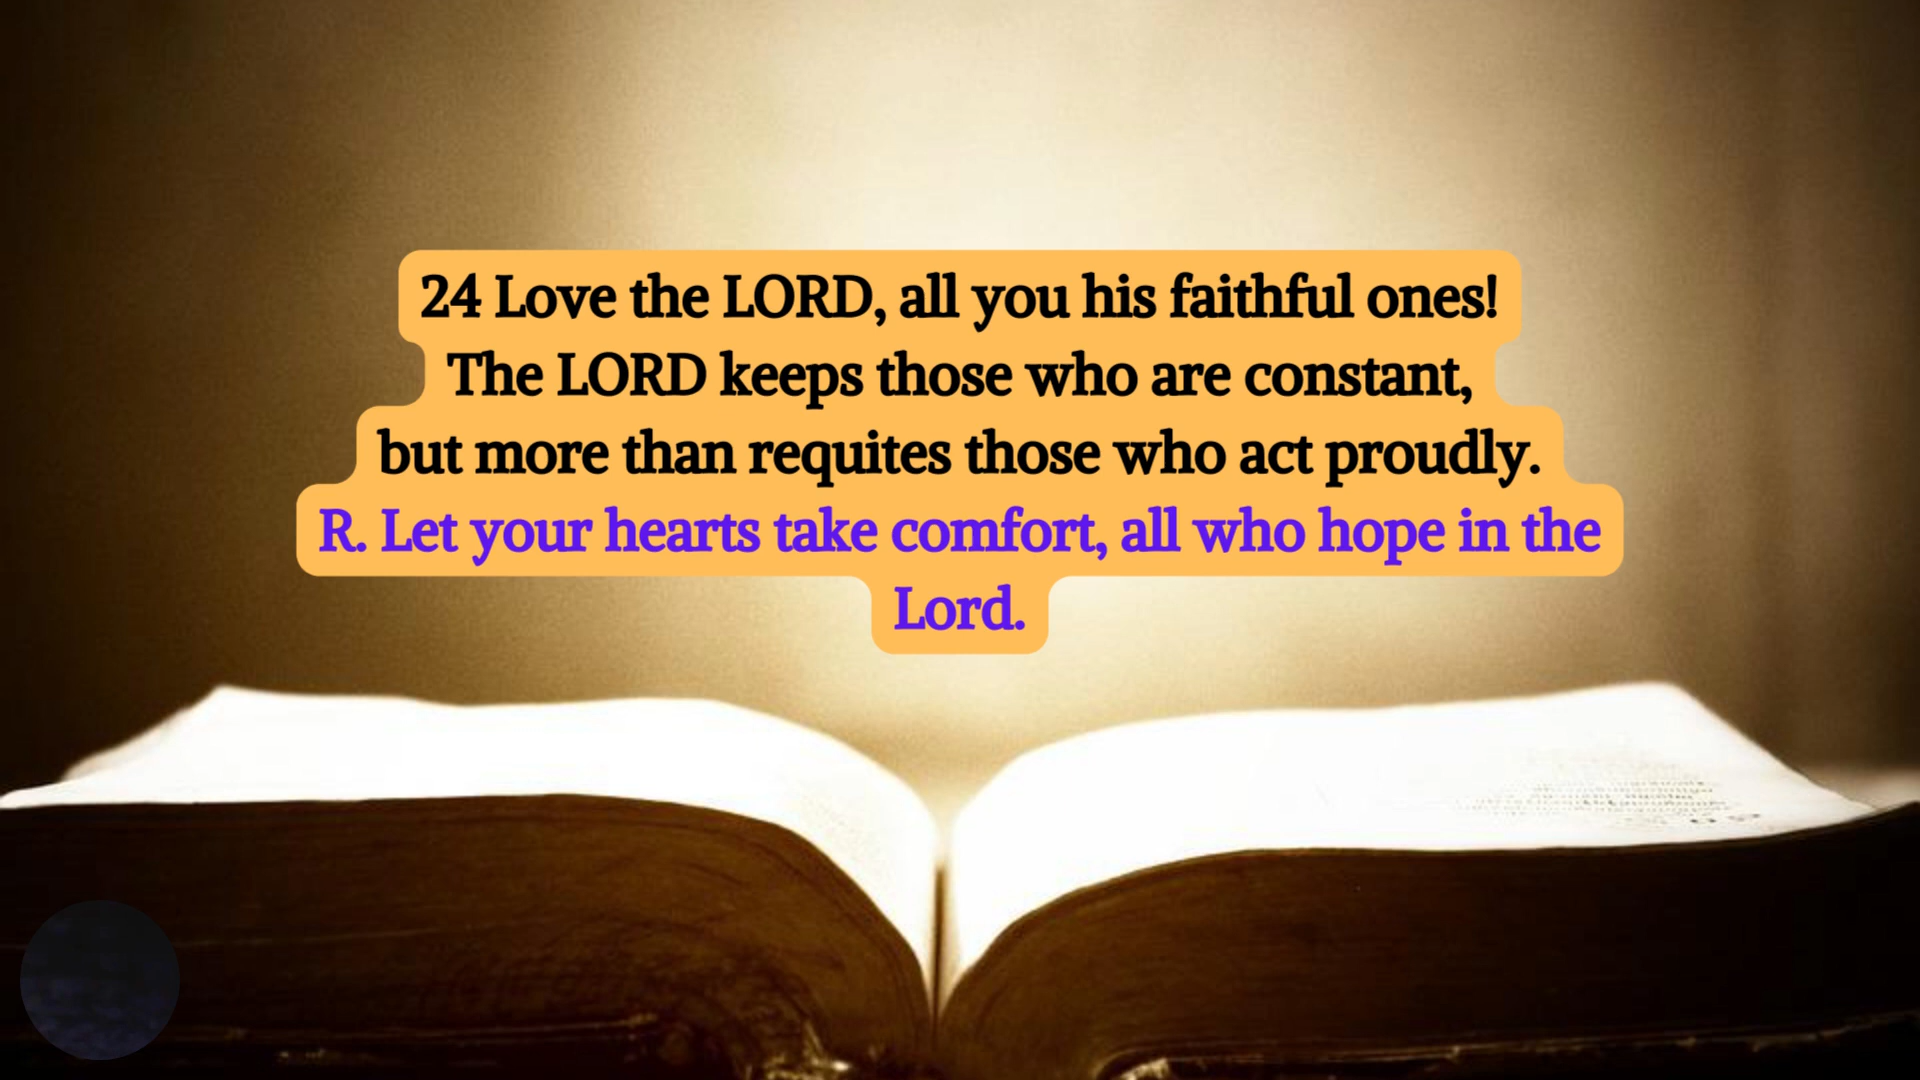 24 Love the LORD, all you his faithful ones!
The LORD keeps those who are constant,
but more than requites those who act proudly.
R. Let your hearts take comfort, all who hope in the
Lord.